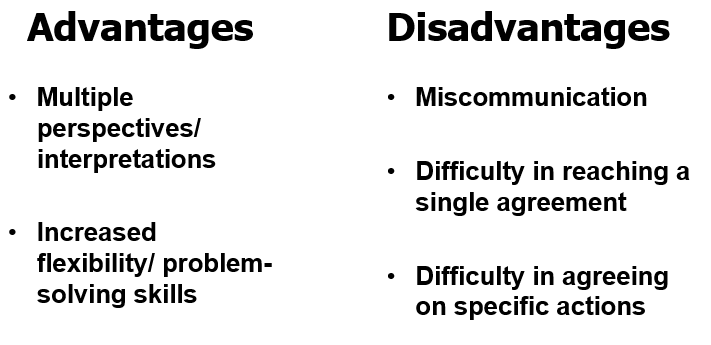 Advantages
• Multiple
perspectives/
interpretations
• Increased
flexibility/ problem-
solving skills
Disadvantages
• Miscommunication
• Difficulty in reaching a
single agreement
• Difficulty in agreeing
on specific actions